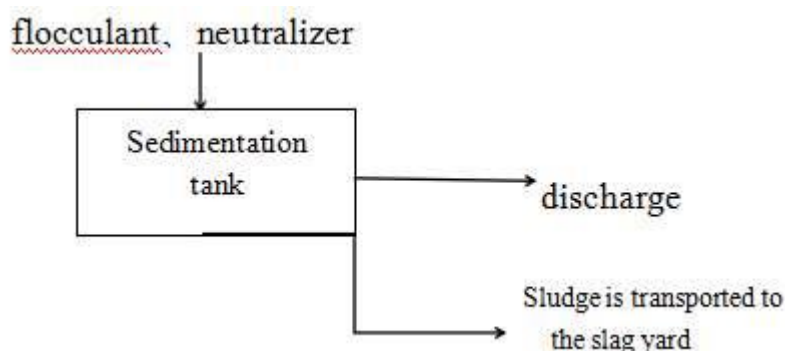 flocculant、neutralizer
Sedimentation
tank
discharge
Sludge is transported to
the slag yard